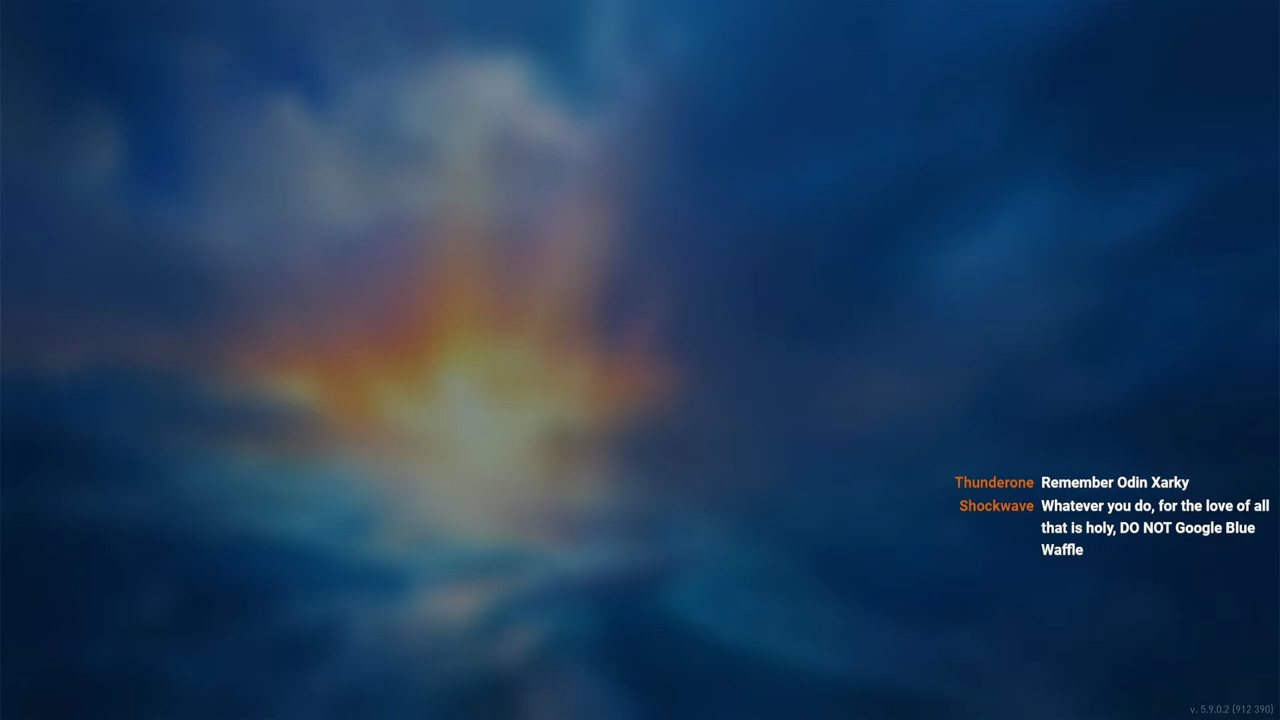 Thunderone Remember Odin Xarky
Shockwave Whatever you do, for the love of all
that is holy, DO NOT Google Blue
Waffle
v. 5.9.0.2 (912 390)